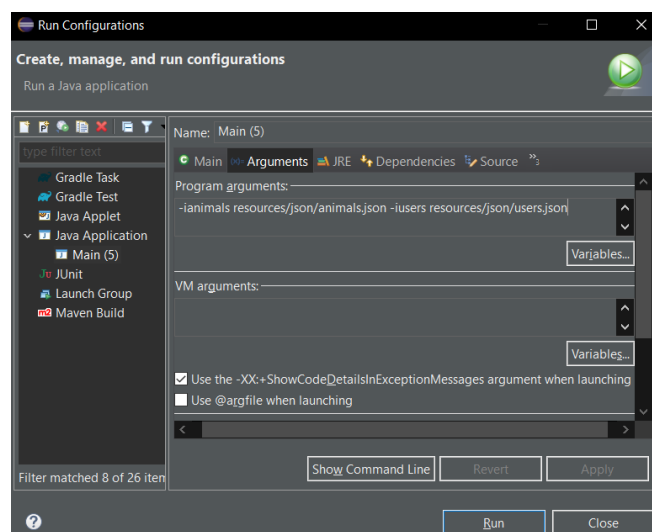 Run Configurations
Create, manage, and run configurations
Run a Java application
type filter text
Gradle Task
Gradle Test
Java Applet
Java Application
Main (5)
Ju JUnit
Launch Group
m2 Maven Build
Filter matched 8 of 26 item
Name: Main (5)
Main (x)= Arguments JRE Dependencies Source »3
Program arguments:
-ianimals resources/json/animals.json -iusers resources/json/users.json
Variables...
VM arguments:
Variables...
Use the -XX:+ShowCodeDetailsInExceptionMessages argument when launching
Use @argfile when launching
Show Command Line Revert Apply
Run Close